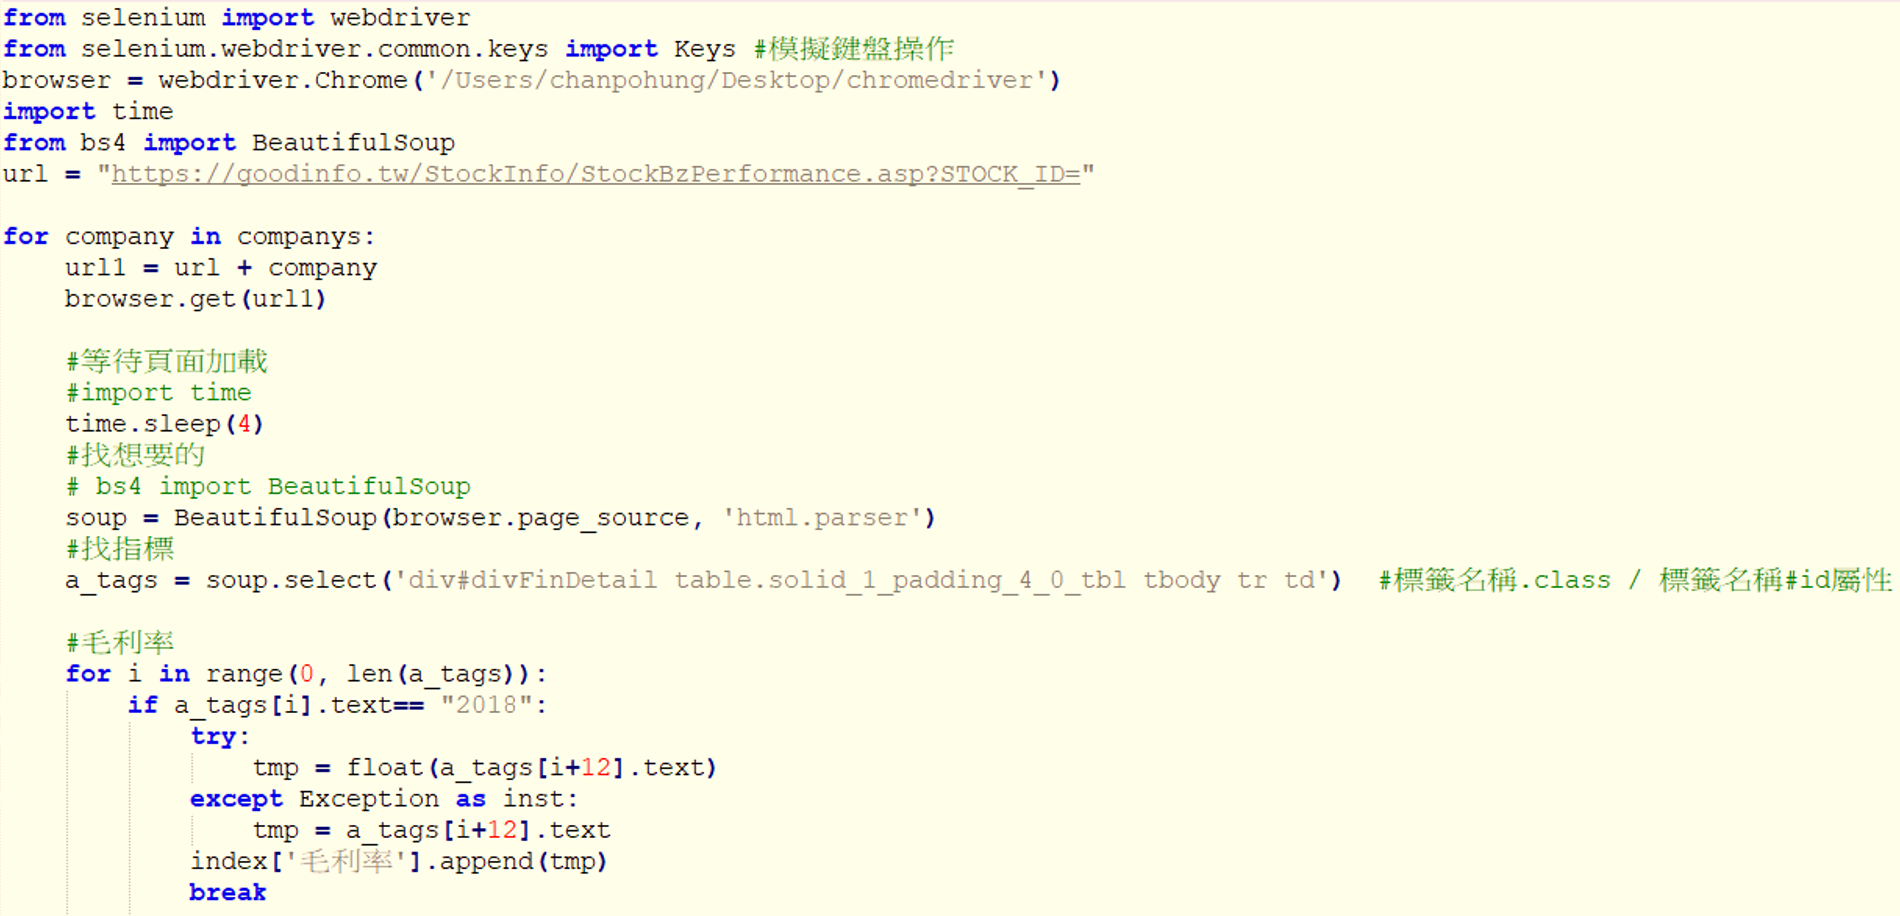 from selenium import webdriver
from selenium.webdriver.common.keys import Keys #模擬鍵盤操作
browser = webdriver.Chrome('/Users/chanpohung/Desktop/chromedriver')
import time
from bs4 import BeautifulSoup
url = "https://goodinfo.tw/StockInfo/StockBzPerformance.asp?STOCK_ID="
for company in companys:
    url1 = url + company
    browser.get(url1)
    #等待頁面加載
    #import time
    time.sleep(4)
    #找想要的
    # bs4 import BeautifulSoup
    soup = BeautifulSoup(browser.page_source, 'html.parser')
    #找指標
    a_tags = soup.select('div#divFinDetail table.solid_1_padding_4_0_tbl tbody tr td')  #標籤名稱.class / 標籤名稱#id屬性
    #毛利率
    for i in range(0, len(a_tags)):
        if a_tags[i].text== "2018":
            try:
                tmp = float(a_tags[i+12].text)
            except Exception as inst:
                tmp = a_tags[i+12].text
            index['毛利率'].append(tmp)
            break